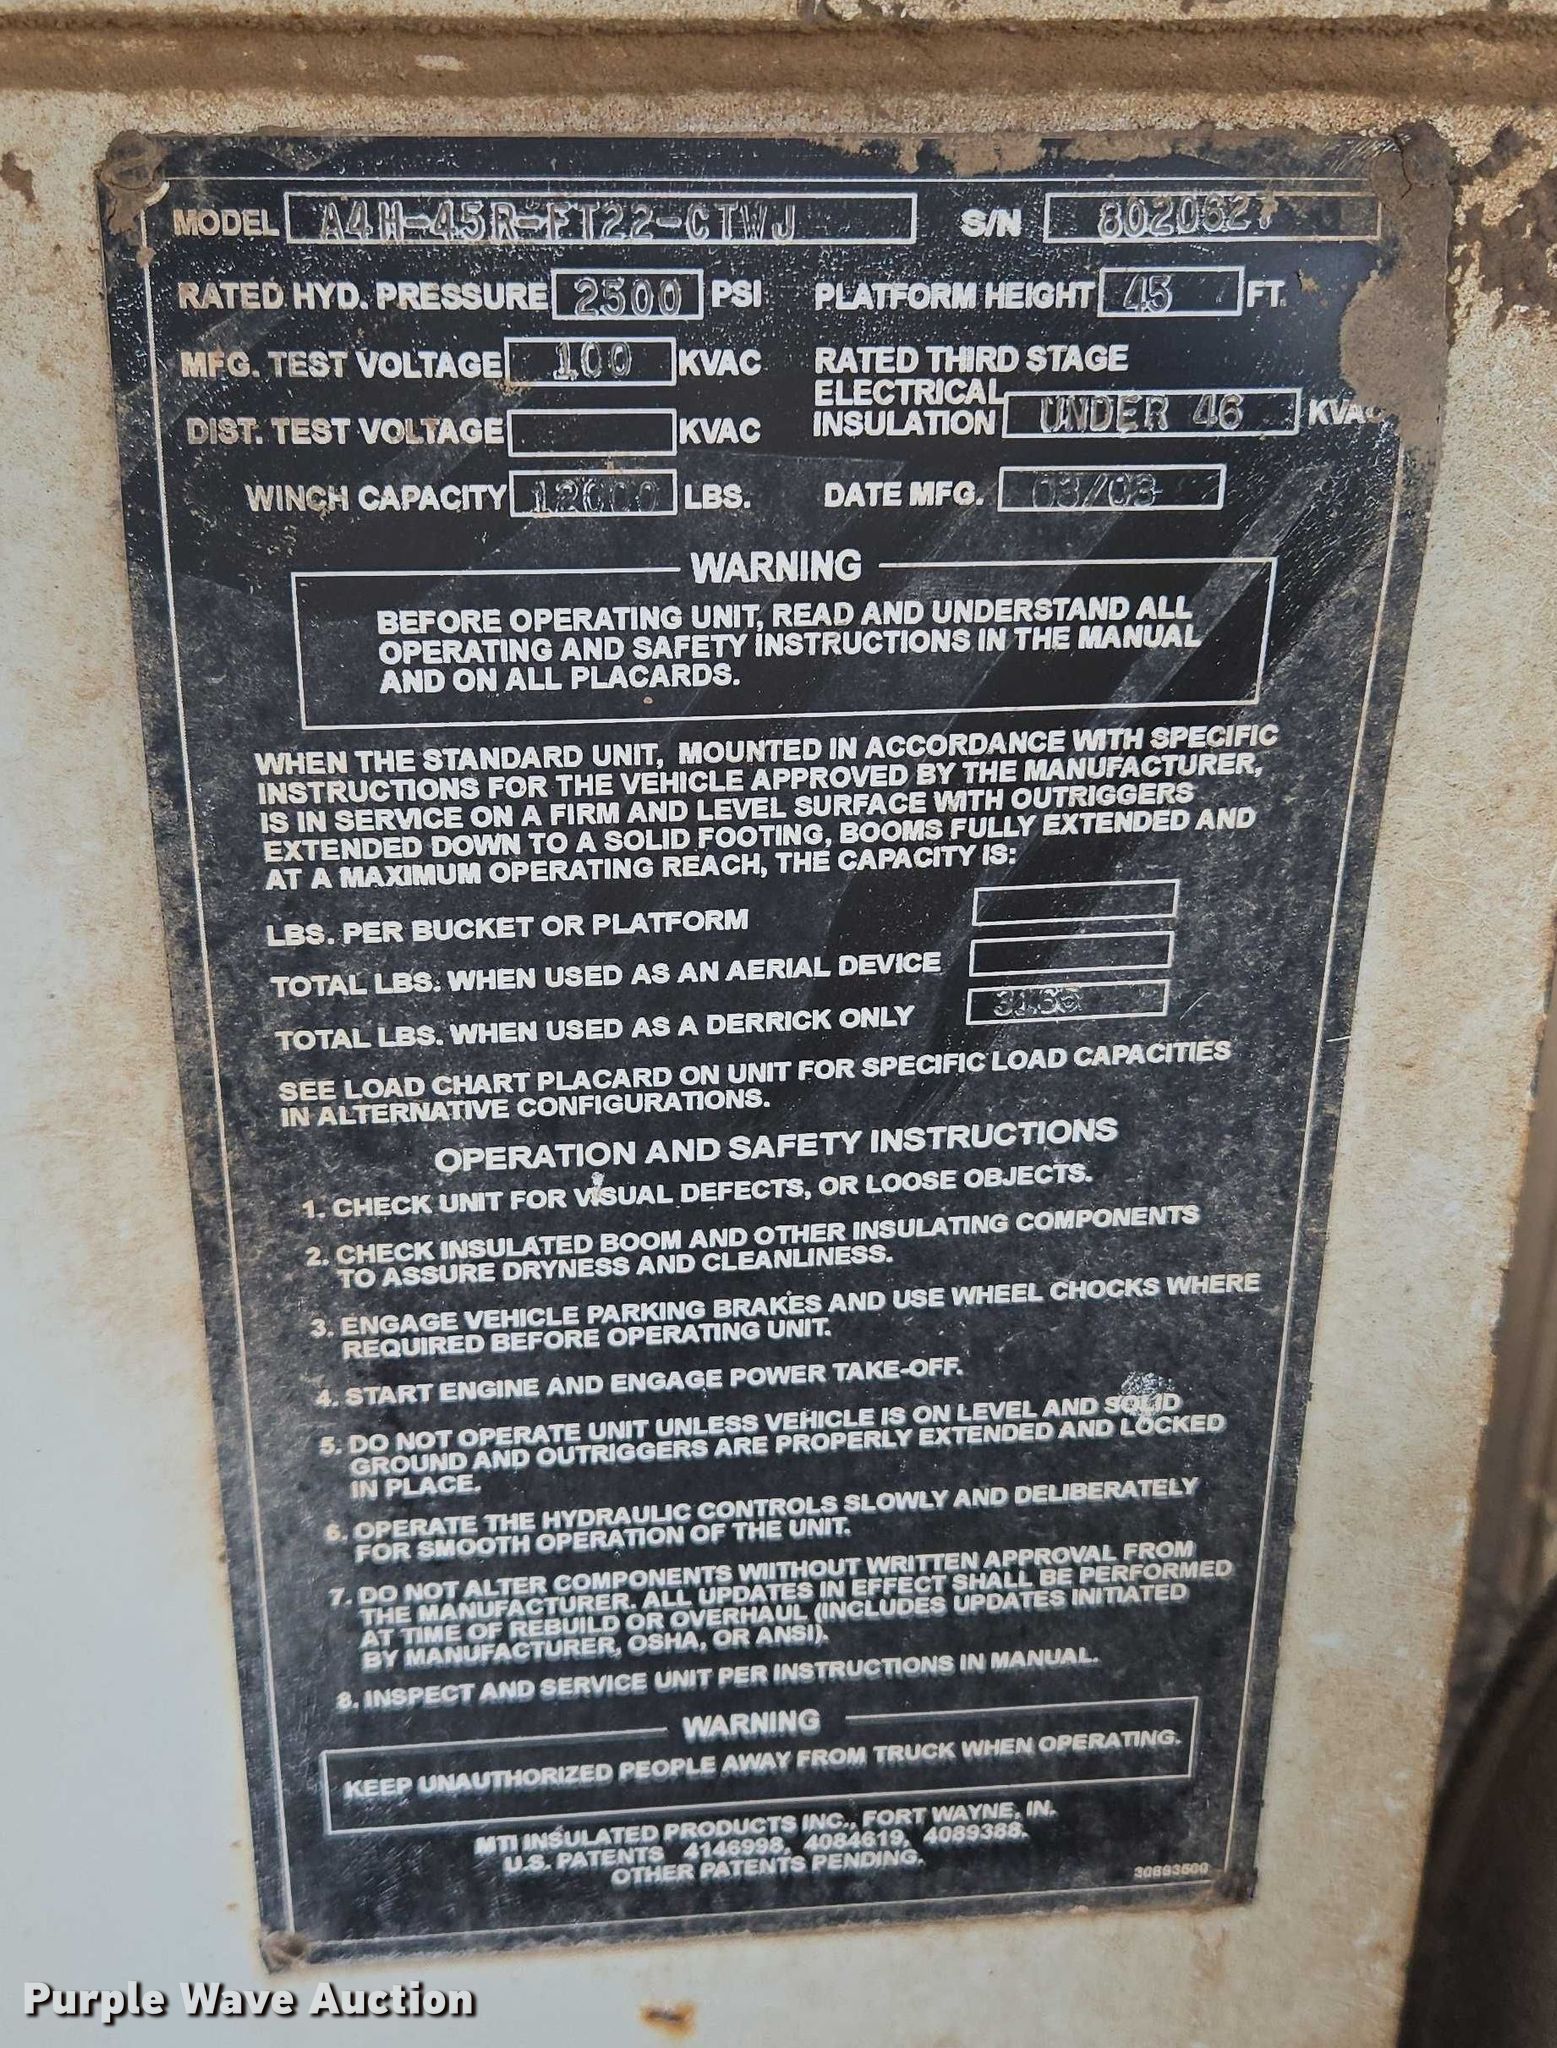 MODEL A4H-45R-FT22-CTWJ S/N
RATED HYD. PRESSURE 2500 PSI PLATFORM HEIGHT 45 FT.
MFG. TEST VOLTAGE 100 KVAC RATED THIRD STAGE
ELECTRICAL
DIST. TEST VOLTAGE KVAC INSULATION UNDER 46 KVAC
WINCH CAPACITY 12000 LBS. DATE MFG. 03/03
WARNING
BEFORE OPERATING UNIT, READ AND UNDERSTAND ALL
OPERATING AND SAFETY INSTRUCTIONS IN THE MANUAL
AND ON ALL PLACARDS.
WHEN THE STANDARD UNIT, MOUNTED IN ACCORDANCE WITH SPECIFIC
INSTRUCTIONS FOR THE VEHICLE APPROVED BY THE MANUFACTURER,
IS IN SERVICE ON A FIRM AND LEVEL SURFACE WITH OUTRIGGERS
EXTENDED DOWN TO A SOLID FOOTING, BOOMS FULLY EXTENDED AND
AT A MAXIMUM OPERATING REACH, THE CAPACITY IS:
LBS. PER BUCKET OR PLATFORM
TOTAL LBS. WHEN USED AS AN AERIAL DEVICE
TOTAL LBS. WHEN USED AS A DERRICK ONLY
SEE LOAD CHART PLACARD ON UNIT FOR SPECIFIC LOAD CAPACITIES
IN ALTERNATIVE CONFIGURATIONS.
OPERATION AND SAFETY INSTRUCTIONS
1. CHECK UNIT FOR VISUAL DEFECTS, OR LOOSE OBJECTS.
2. CHECK INSULATED BOOM AND OTHER INSULATING COMPONENTS
TO ASSURE DRYNESS AND CLEANLINESS.
3. ENGAGE VEHICLE PARKING BRAKES AND USE WHEEL CHOCKS WHERE
REQUIRED BEFORE OPERATING UNIT.
4. START ENGINE AND ENGAGE POWER TAKE-OFF.
5. DO NOT OPERATE UNIT UNLESS VEHICLE IS ON LEVEL AND SOLID
GROUND AND OUTRIGGERS ARE PROPERLY EXTENDED AND LOCKED
IN PLACE.
6. OPERATE THE HYDRAULIC CONTROLS SLOWLY AND DELIBERATELY
FOR SMOOTH OPERATION OF THE UNIT.
7. DO NOT ALTER COMPONENTS WIITHOUT WRITTEN APPROVAL FROM
THE MANUFACTURER. ALL UPDATES IN EFFECT SHALL BE PERFORMED
AT TIME OF REBUILD OR OVERHAUL (INCLUDES UPDATES INITIATED
BY MANUFACTURER, OSHA, OR ANSI).
8. INSPECT AND SERVICE UNIT PER INSTRUCTIONS IN MANUAL.
WARNING
KEEP UNAUTHORIZED PEOPLE AWAY FROM TRUCK WHEN OPERATING.
MTI INSULATED PRODUCTS INC., FORT WAYNE, IN.
U.S. PATENTS 4146998, 4084619, 4089388.
OTHER PATENTS PENDING.
Purple Wave Auction